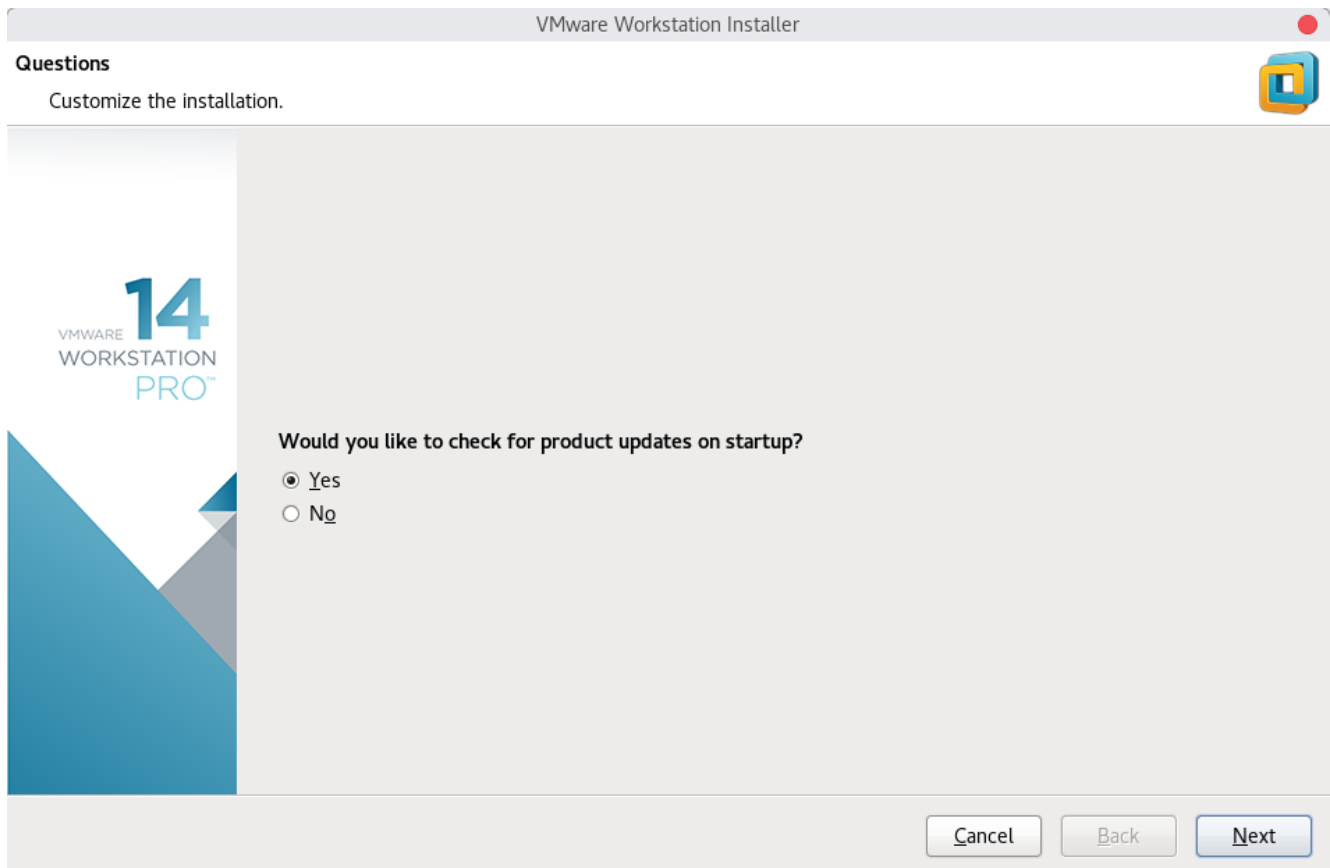 VMware Workstation Installer
Questions
Customize the installation.
14
VMWARE
WORKSTATION
PRO™
Would you like to check for product updates on startup?
Yes
No
Cancel
Back
Next